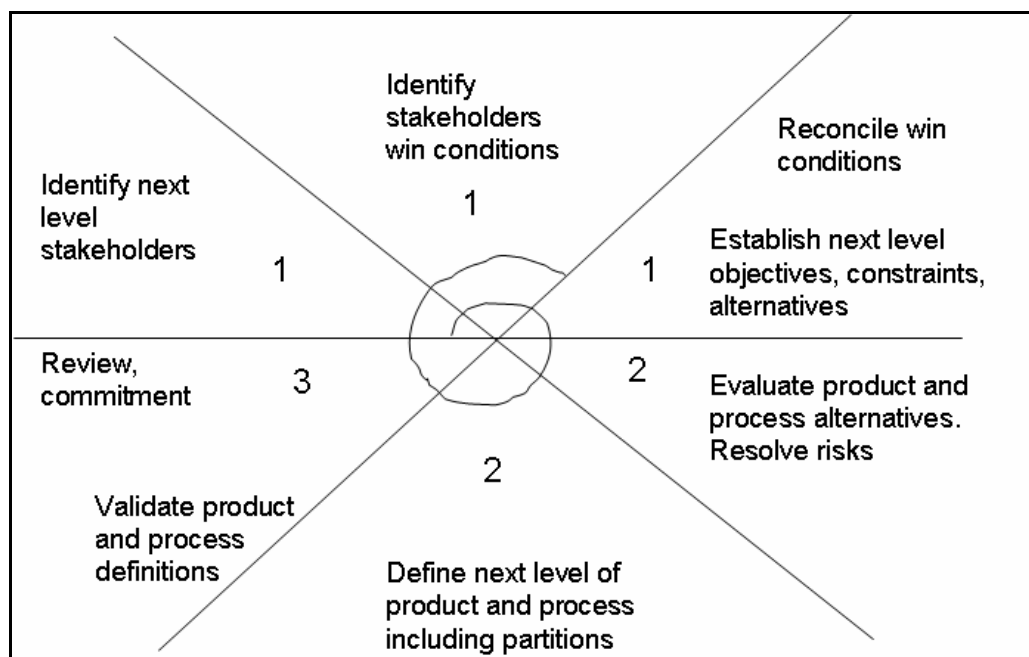 Identify
stakeholders
win conditions
1
Reconcile win
conditions
Identify next
level
stakeholders
1
1
Establish next level
objectives, constraints,
alternatives
Review,
commitment
3
2
Evaluate product and
process alternatives.
Resolve risks
2
Validate product
and process
definitions
Define next level of
product and process
including partitions